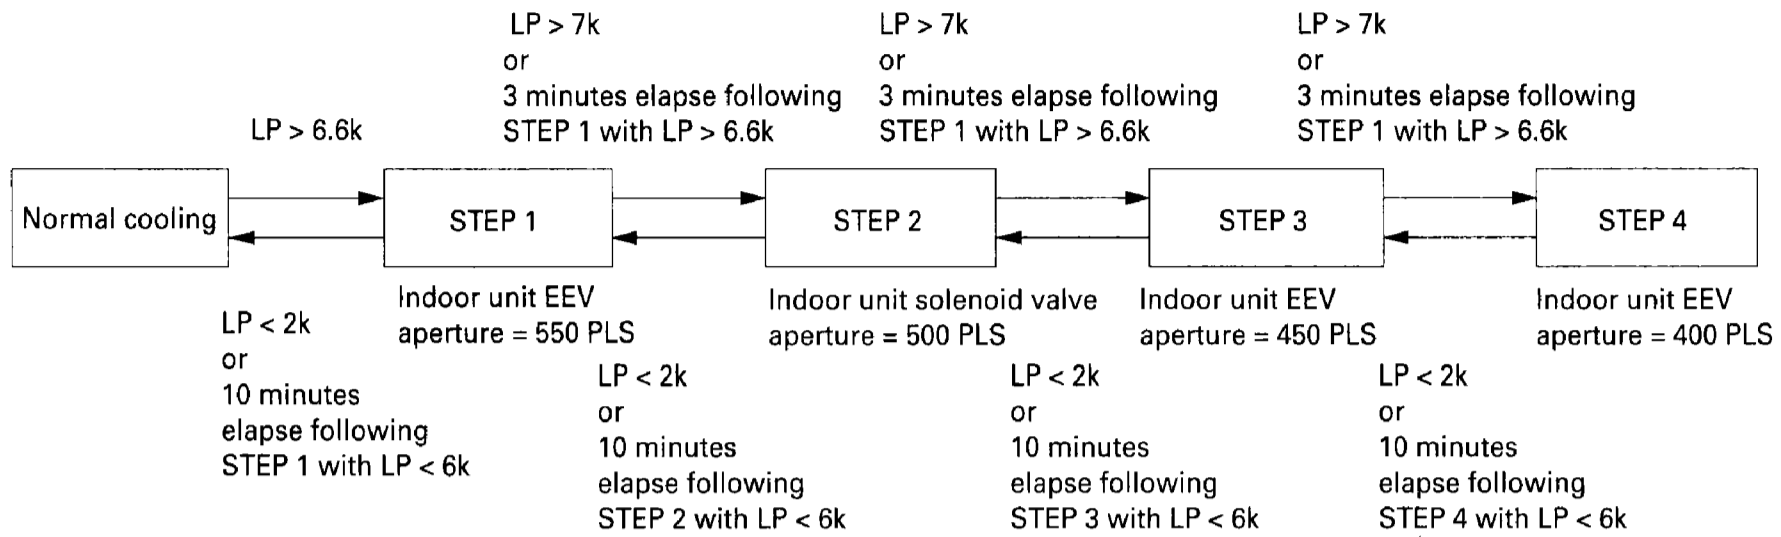 LP > 7k
or
3 minutes elapse following
STEP 1 with LP > 6.6k
LP > 7k
or
3 minutes elapse following
STEP 1 with LP > 6.6k
LP > 7k
or
3 minutes elapse following
STEP 1 with LP > 6.6k
LP > 6.6k
Normal cooling
STEP 1
STEP 2
STEP 3
STEP 4
Indoor unit EEV
aperture = 550 PLS
Indoor unit solenoid valve
aperture = 500 PLS
Indoor unit EEV
aperture = 450 PLS
Indoor unit EEV
aperture = 400 PLS
LP < 2k
or
10 minutes
elapse following
STEP 1 with LP < 6k
LP < 2k
or
10 minutes
elapse following
STEP 2 with LP < 6k
LP < 2k
or
10 minutes
elapse following
STEP 3 with LP < 6k
LP < 2k
or
10 minutes
elapse following
STEP 4 with LP < 6k